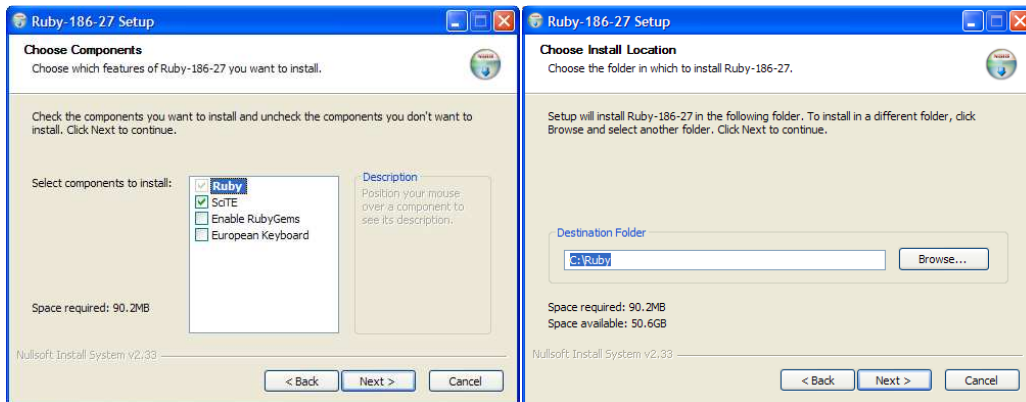 Ruby-186-27 Setup
Choose Components
Choose which features of Ruby-186-27 you want to install.
Check the components you want to install and uncheck the components you don't want to
install. Click Next to continue.
Select components to install:
Ruby
SciTE
Enable RubyGems
European Keyboard
Description
Position your mouse
over a component to
see its description.
Space required: 90.2MB
Nullsoft Install System v2.33
< Back
Next >
Cancel
Ruby-186-27 Setup
Choose Install Location
Choose the folder in which to install Ruby-186-27.
Setup will install Ruby-186-27 in the following folder. To install in a different folder, click
Browse and select another folder. Click Next to continue.
Destination Folder
C:\Ruby
Browse...
Space required: 90.2MB
Space available: 50.6GB
Nullsoft Install System v2.33
< Back
Next >
Cancel